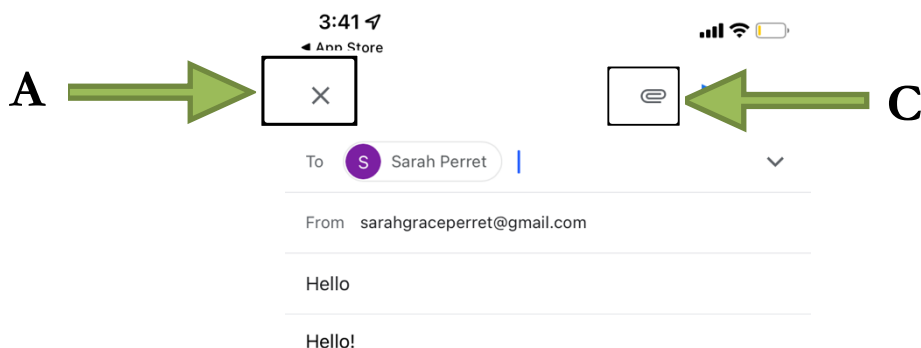 3:41
◀ App Store
A
C
To S Sarah Perret
From sarahgraceperret@gmail.com
Hello
Hello!